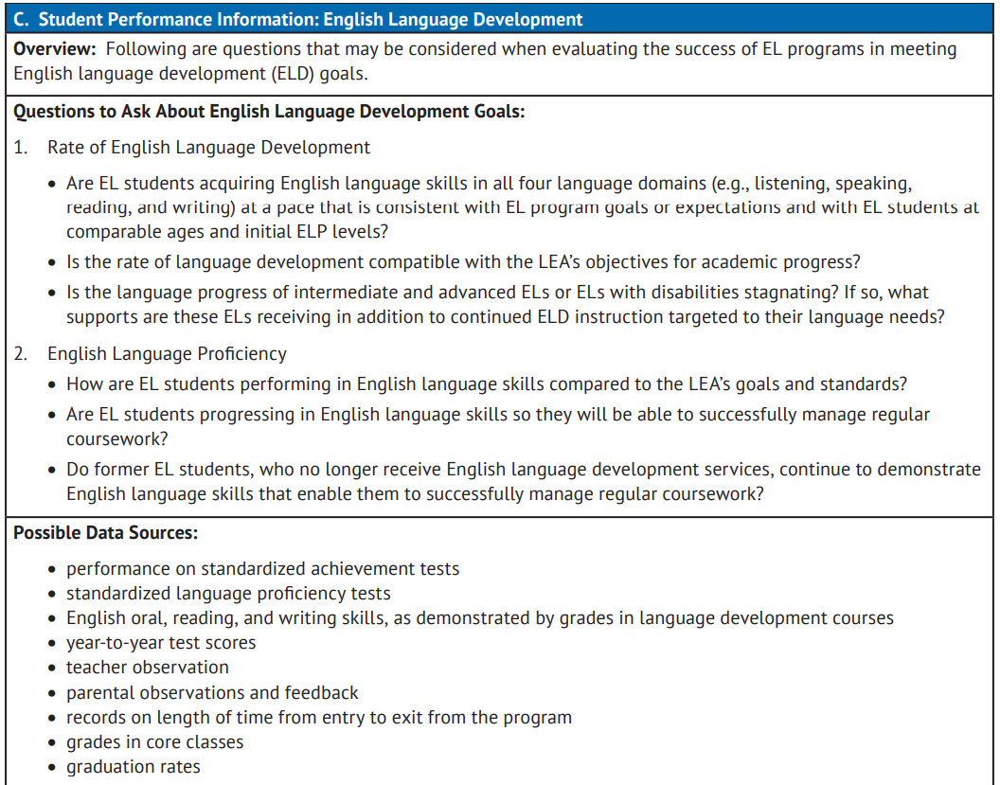 C. Student Performance Information: English Language Development
Overview: Following are questions that may be considered when evaluating the success of EL programs in meeting
English language development (ELD) goals.
Questions to Ask About English Language Development Goals:
1. Rate of English Language Development
• Are EL students acquiring English language skills in all four language domains (e.g., listening, speaking,
reading, and writing) at a pace that is consistent with EL program goals or expectations and with EL students at
comparable ages and initial ELP levels?
• Is the rate of language development compatible with the LEA’s objectives for academic progress?
• Is the language progress of intermediate and advanced ELs or ELs with disabilities stagnating? If so, what
supports are these ELs receiving in addition to continued ELD instruction targeted to their language needs?
2. English Language Proficiency
• How are EL students performing in English language skills compared to the LEA’s goals and standards?
• Are EL students progressing in English language skills so they will be able to successfully manage regular
coursework?
• Do former EL students, who no longer receive English language development services, continue to demonstrate
English language skills that enable them to successfully manage regular coursework?
Possible Data Sources:
• performance on standardized achievement tests
• standardized language proficiency tests
• English oral, reading, and writing skills, as demonstrated by grades in language development courses
• year-to-year test scores
• teacher observation
• parental observations and feedback
• records on length of time from entry to exit from the program
• grades in core classes
• graduation rates